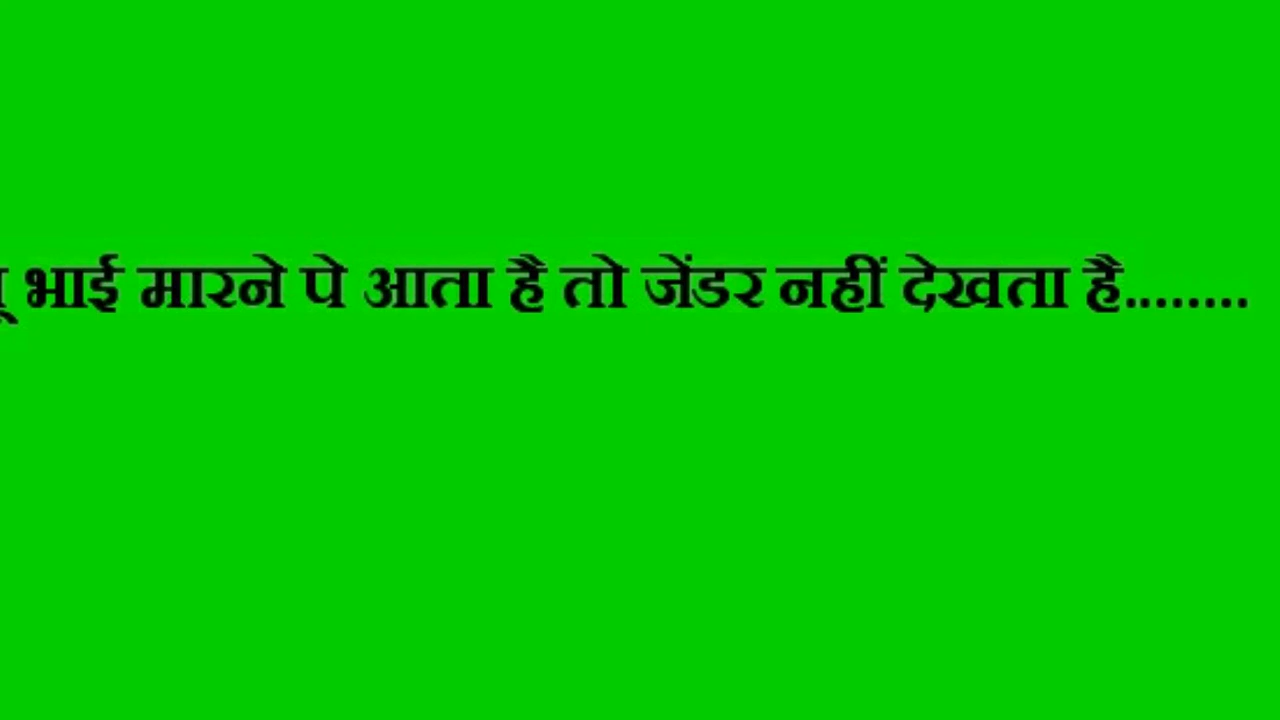 भाई मारने पे आता है तो जेंडर नहीं देखता है........